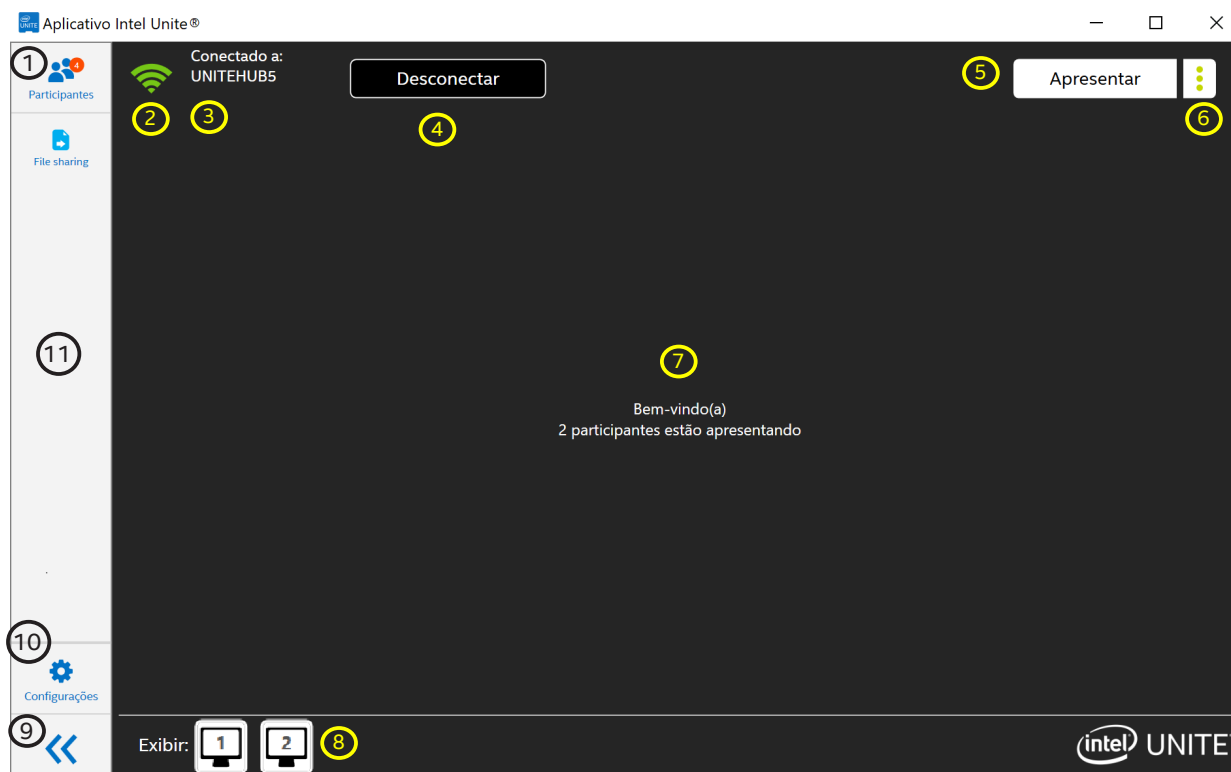 Aplicativo Intel Unite®
1
4
Participantes
Conectado a:
UNITEHUB5
Desconectar
5
Apresentar
2
3
4
6
File sharing
11
7
Bem-vindo(a)
2 participantes estão apresentando
10
Configurações
9
Exibir:
1
2
8
intel UNITE